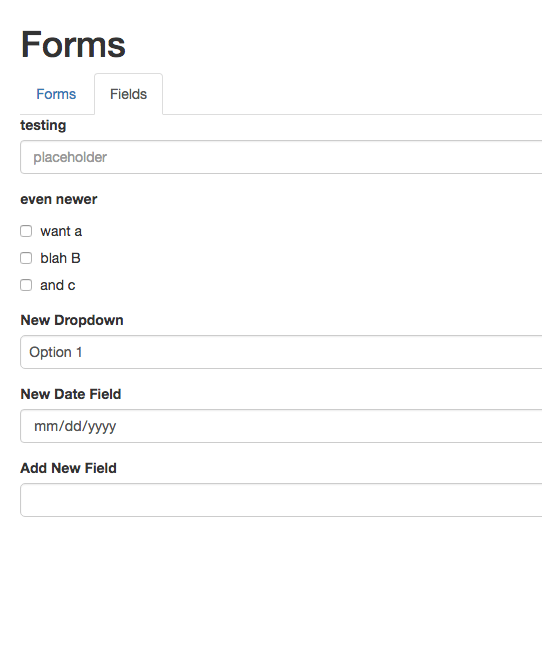 Forms
Forms Fields
testing
placeholder
even newer
want a
blah B
and c
New Dropdown
Option 1
New Date Field
mm/dd/yyyy
Add New Field